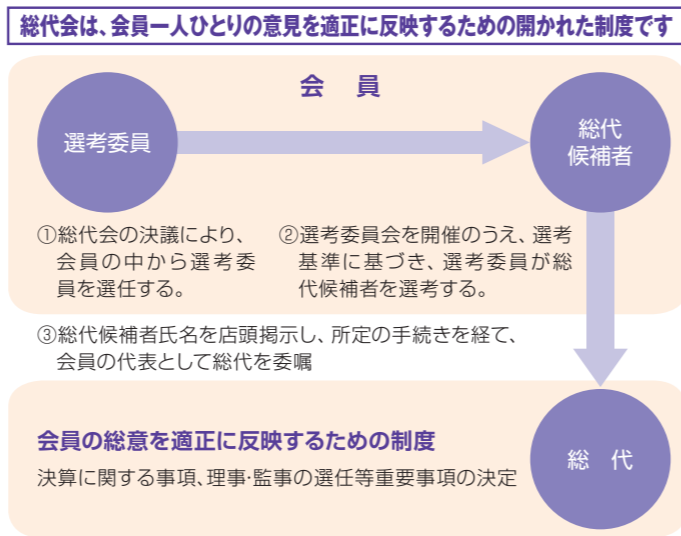 総代会は、会員一人ひとりの意見を適正に反映するための開かれた制度です
会　員
選考委員
総代
候補者
①総代会の決議により、
会員の中から選考委
員を選任する。
②選考委員会を開催のうえ、選考
基準に基づき、選考委員が総
代候補者を選考する。
③総代候補者氏名を店頭掲示し、所定の手続きを経て、
会員の代表として総代を委嘱
会員の総意を適正に反映するための制度
決算に関する事項、理事・監事の選任等重要事項の決定
総　代